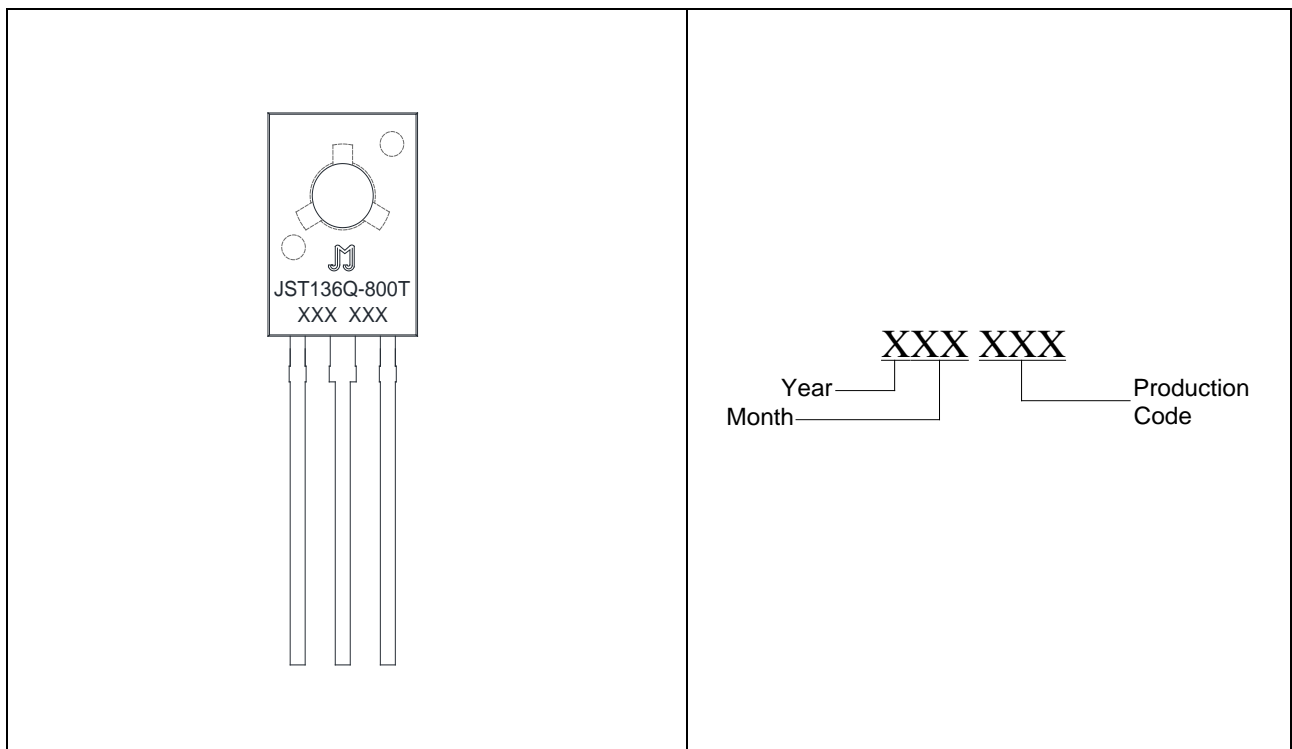 JST136Q-800T
XXX XXX
XXX XXX
Year
Month
Production
Code